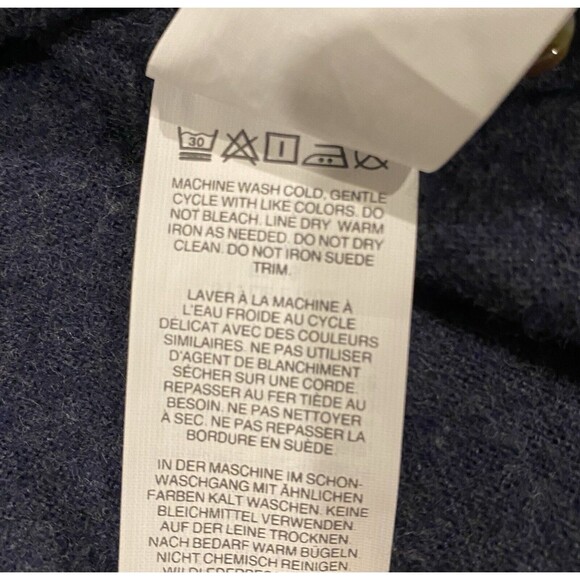 30
MACHINE WASH COLD, GENTLE
CYCLE WITH LIKE COLORS. DO
NOT BLEACH. LINE DRY WARM
IRON AS NEEDED. DO NOT DRY
CLEAN. DO NOT IRON SUEDE
TRIM.
LAVER À LA MACHINE À
L'EAU FROIDE AU CYCLE
DÉLICAT AVEC DES COULEURS
SIMILAIRES. NE PAS UTILISER
D'AGENT DE BLANCHIMENT
SÉCHER SUR UNE CORDE.
REPASSER AU FER TIÈDE AU
BESOIN. NE PAS NETTOYER
À SEC. NE PAS REPASSER LA
BORDURE EN SUÈDE.
IN DER MASCHINE IM SCHON-
WASCHGANG MIT ÄHNLICHEN
FARBEN KALT WASCHEN. KEINE
BLEICHMITTEL VERWENDEN.
AUF DER LEINE TROCKNEN.
NACH BEDARF WARM BÜGELN.
NICHT CHEMISCH REINIGEN.